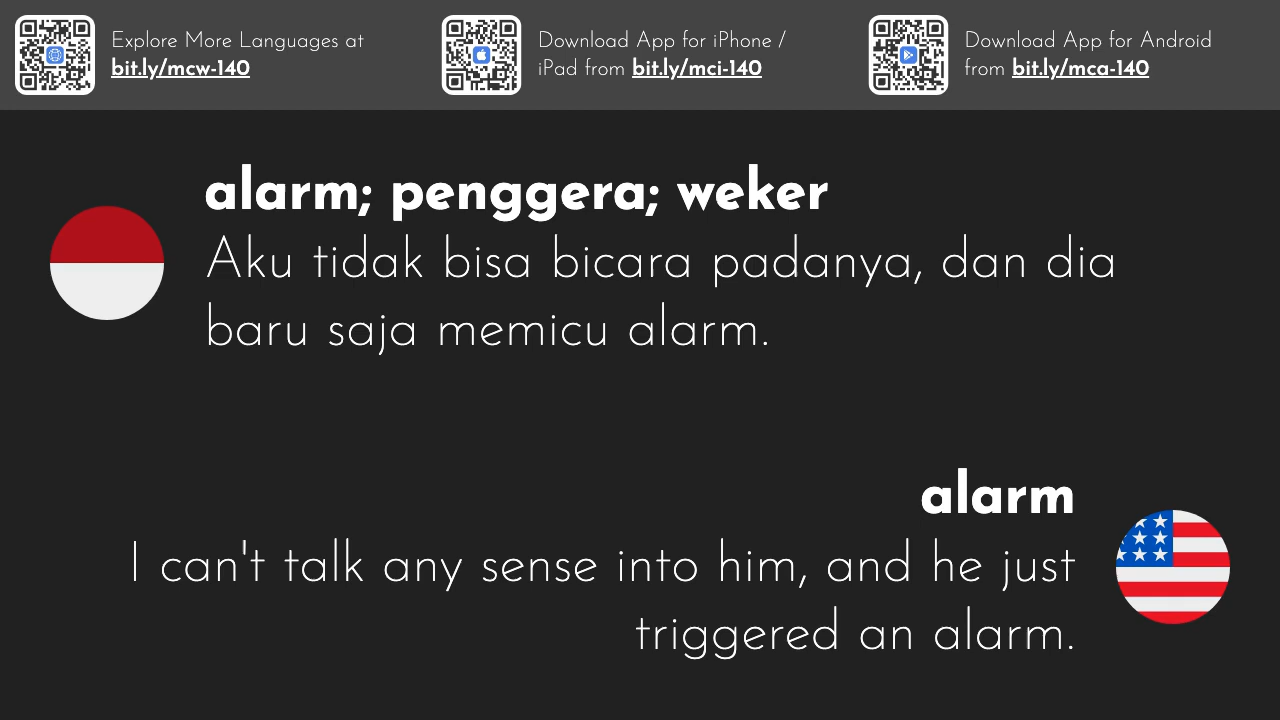 Explore More Languages at
bit.ly/mcw-140
Download App for iPhone /
iPad from bit.ly/mci-140
Download App for Android
from bit.ly/mca-140
alarm; penggera; weker
Aku tidak bisa bicara padanya, dan dia
baru saja memicu alarm.
alarm
I can't talk any sense into him, and he just
triggered an alarm.